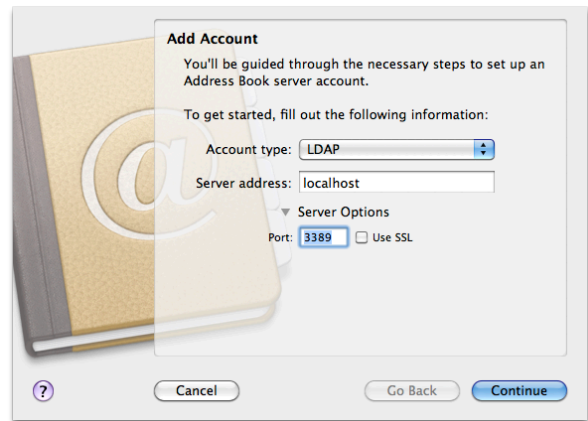 Add Account
You'll be guided through the necessary steps to set up an
Address Book server account.
To get started, fill out the following information:
Account type: LDAP
Server address: localhost
Server Options
Port: 3389 Use SSL
@
? Cancel Go Back Continue